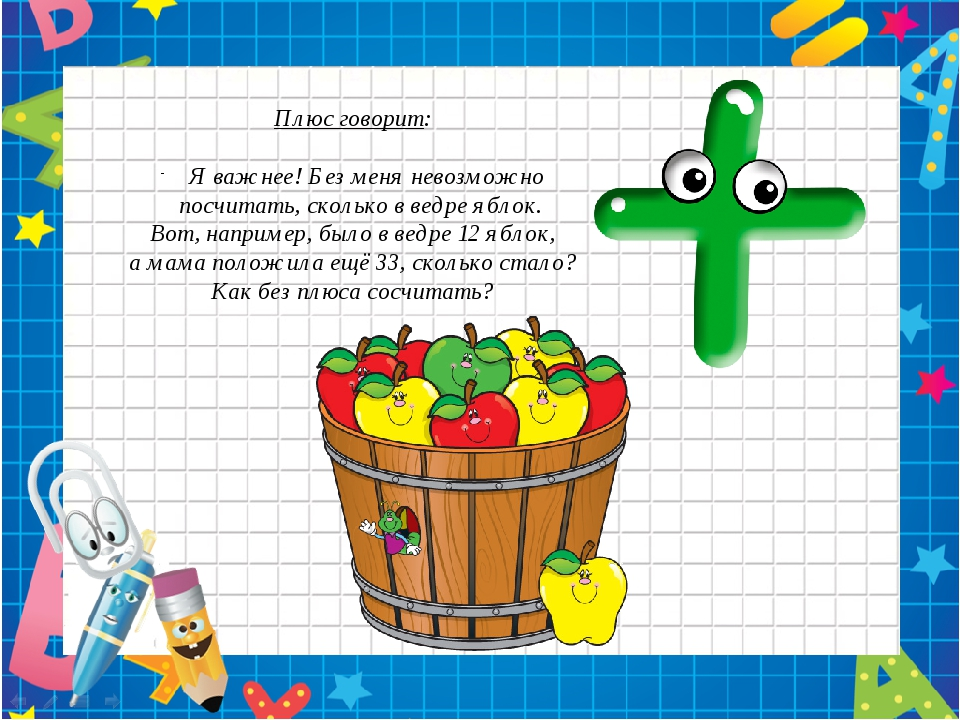 Плюс говорит:
- Я важнее! Без меня невозможно
посчитать, сколько в ведре яблок.
Вот, например, было в ведре 12 яблок,
а мама положила ещё 33, сколько стало?
Как без плюса сосчитать?